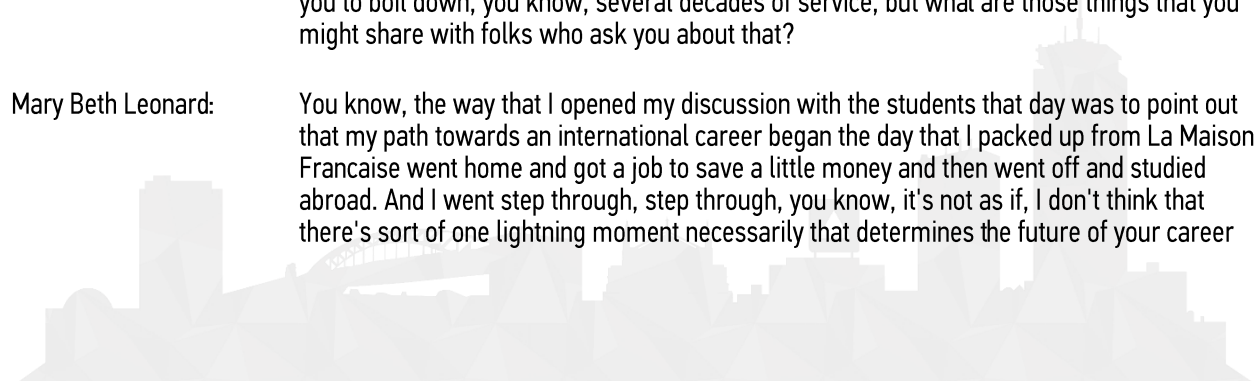 you to boil down, you know, several decades of service, but what are those things that you
might share with folks who ask you about that?
Mary Beth Leonard: You know, the way that I opened my discussion with the students that day was to point out
that my path towards an international career began the day that I packed up from La Maison
Francaise went home and got a job to save a little money and then went off and studied
abroad. And I went step through, step through, you know, it's not as if, I don't think that
there's sort of one lightning moment necessarily that determines the future of your career